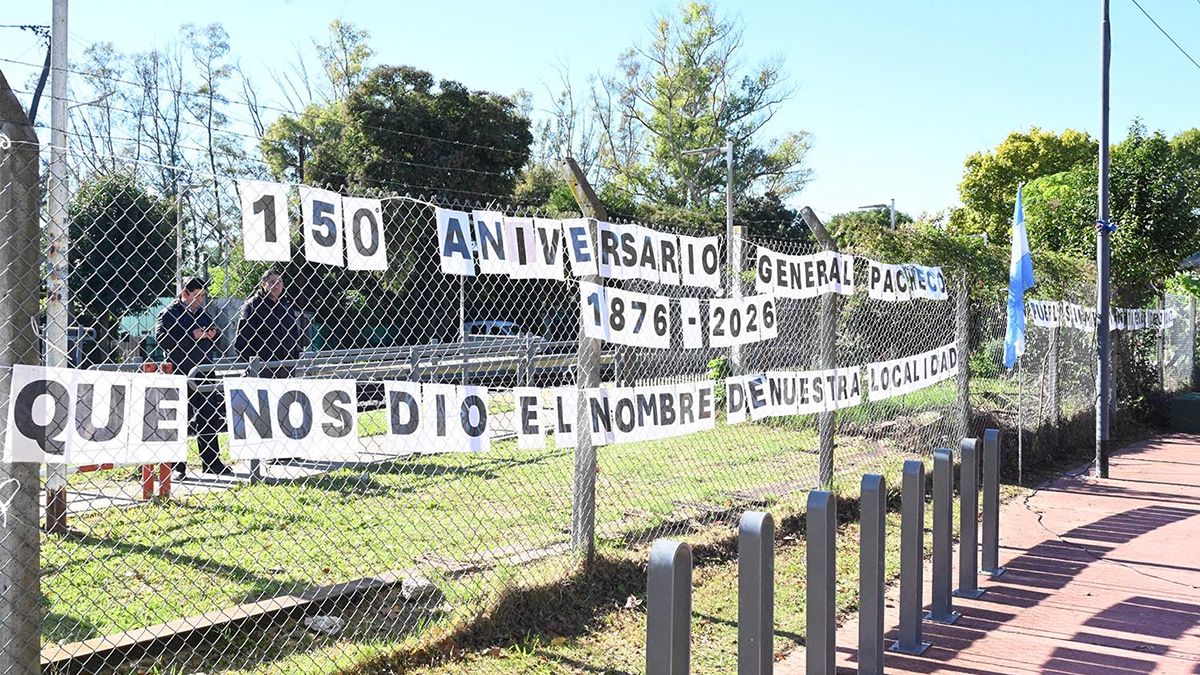 150 ANIVERSARIO GENERAL PACHECO
1876-2026
QUE NOS DIO EL NOMBRE DE NUESTRA LOCALIDAD